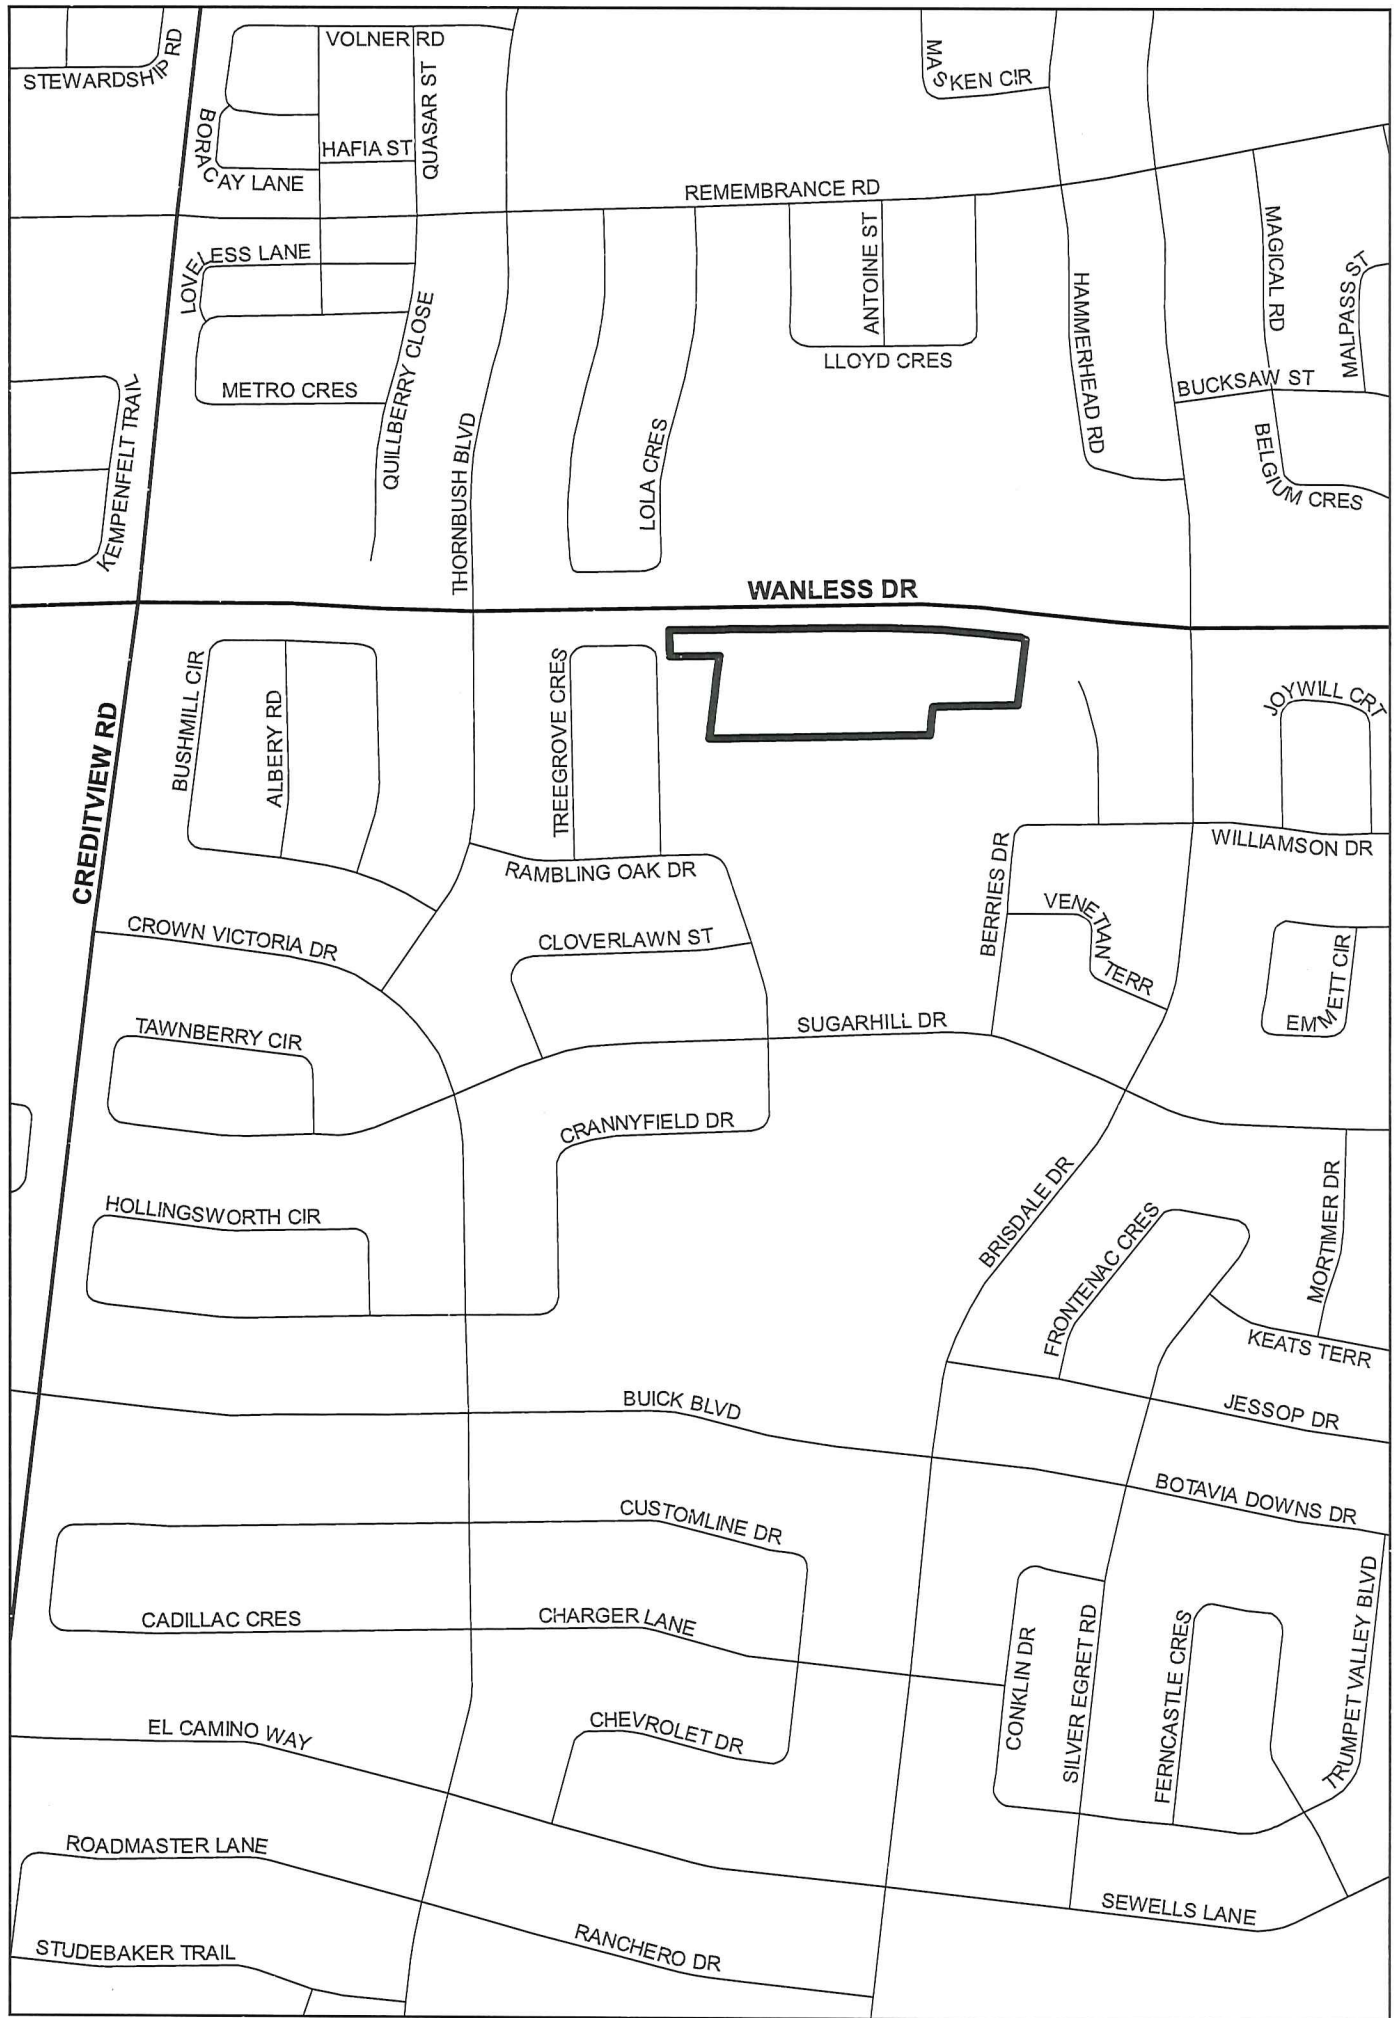 STEWARDSHIP RD
VOLNER RD
MASKEN CIR
QUASAR ST
BORACAY LANE
HAFIA ST
REMEMBRANCE RD
ANTOINE ST
MAGICAL RD
LOVELESS LANE
MALPASS ST
HAMMERHEAD RD
QUILLBERRY CLOSE
LLOYD CRES
METRO CRES
BUCKSAW ST
KEMPENFELT TRAIL
THORNBUSH BLVD
LOLA CRES
BELGIUM CRES
WANLESS DR
BUSHMILL CIR
ALBERY RD
TREEGROVE CRES
JOYWILL CRT
CREDITVIEW RD
WILLIAMSON DR
RAMBLING OAK DR
BERRIES DR
VENETIAN TERR
CROWN VICTORIA DR
CLOVERLAWN ST
EMMETT CIR
TAWNBERRY CIR
SUGARHILL DR
CRANNYFIELD DR
HOLLINGSWORTH CIR
BRISDALE DR
FRONTENAC CRES
MORTIMER DR
KEATS TERR
BUICK BLVD
JESSOP DR
BOTAVIA DOWNS DR
CUSTOMLINE DR
CADILLAC CRES
CHARGER LANE
CONKLIN DR
SILVER EGRET RD
FERNCASTLE CRES
TRUMPET VALLEY BLVD
EL CAMINO WAY
CHEVROLET DR
ROADMASTER LANE
SEWELLS LANE
STUDEBAKER TRAIL
RANCHERO DR